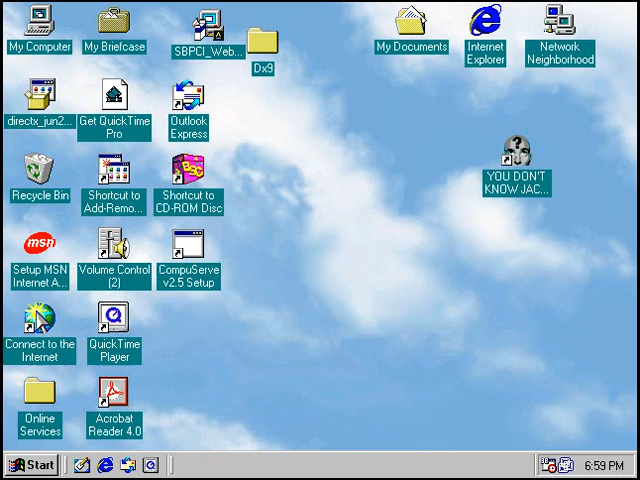 My Computer
My Briefcase
SBPCI_Web...
Dx9
My Documents
Internet
Explorer
Network
Neighborhood
directx_jun2...
Get QuickTime
Pro
Outlook
Express
?
YOU DON'T
KNOW JAC...
Recycle Bin
Shortcut to
Add-Remo...
Shortcut to
CD-ROM Disc
msn
Setup MSN
Internet A...
Volume Control
(2)
CompuServe
v2.5 Setup
Connect to the
Internet
QuickTime
Player
Online
Services
Acrobat
Reader 4.0
Start
6:59 PM